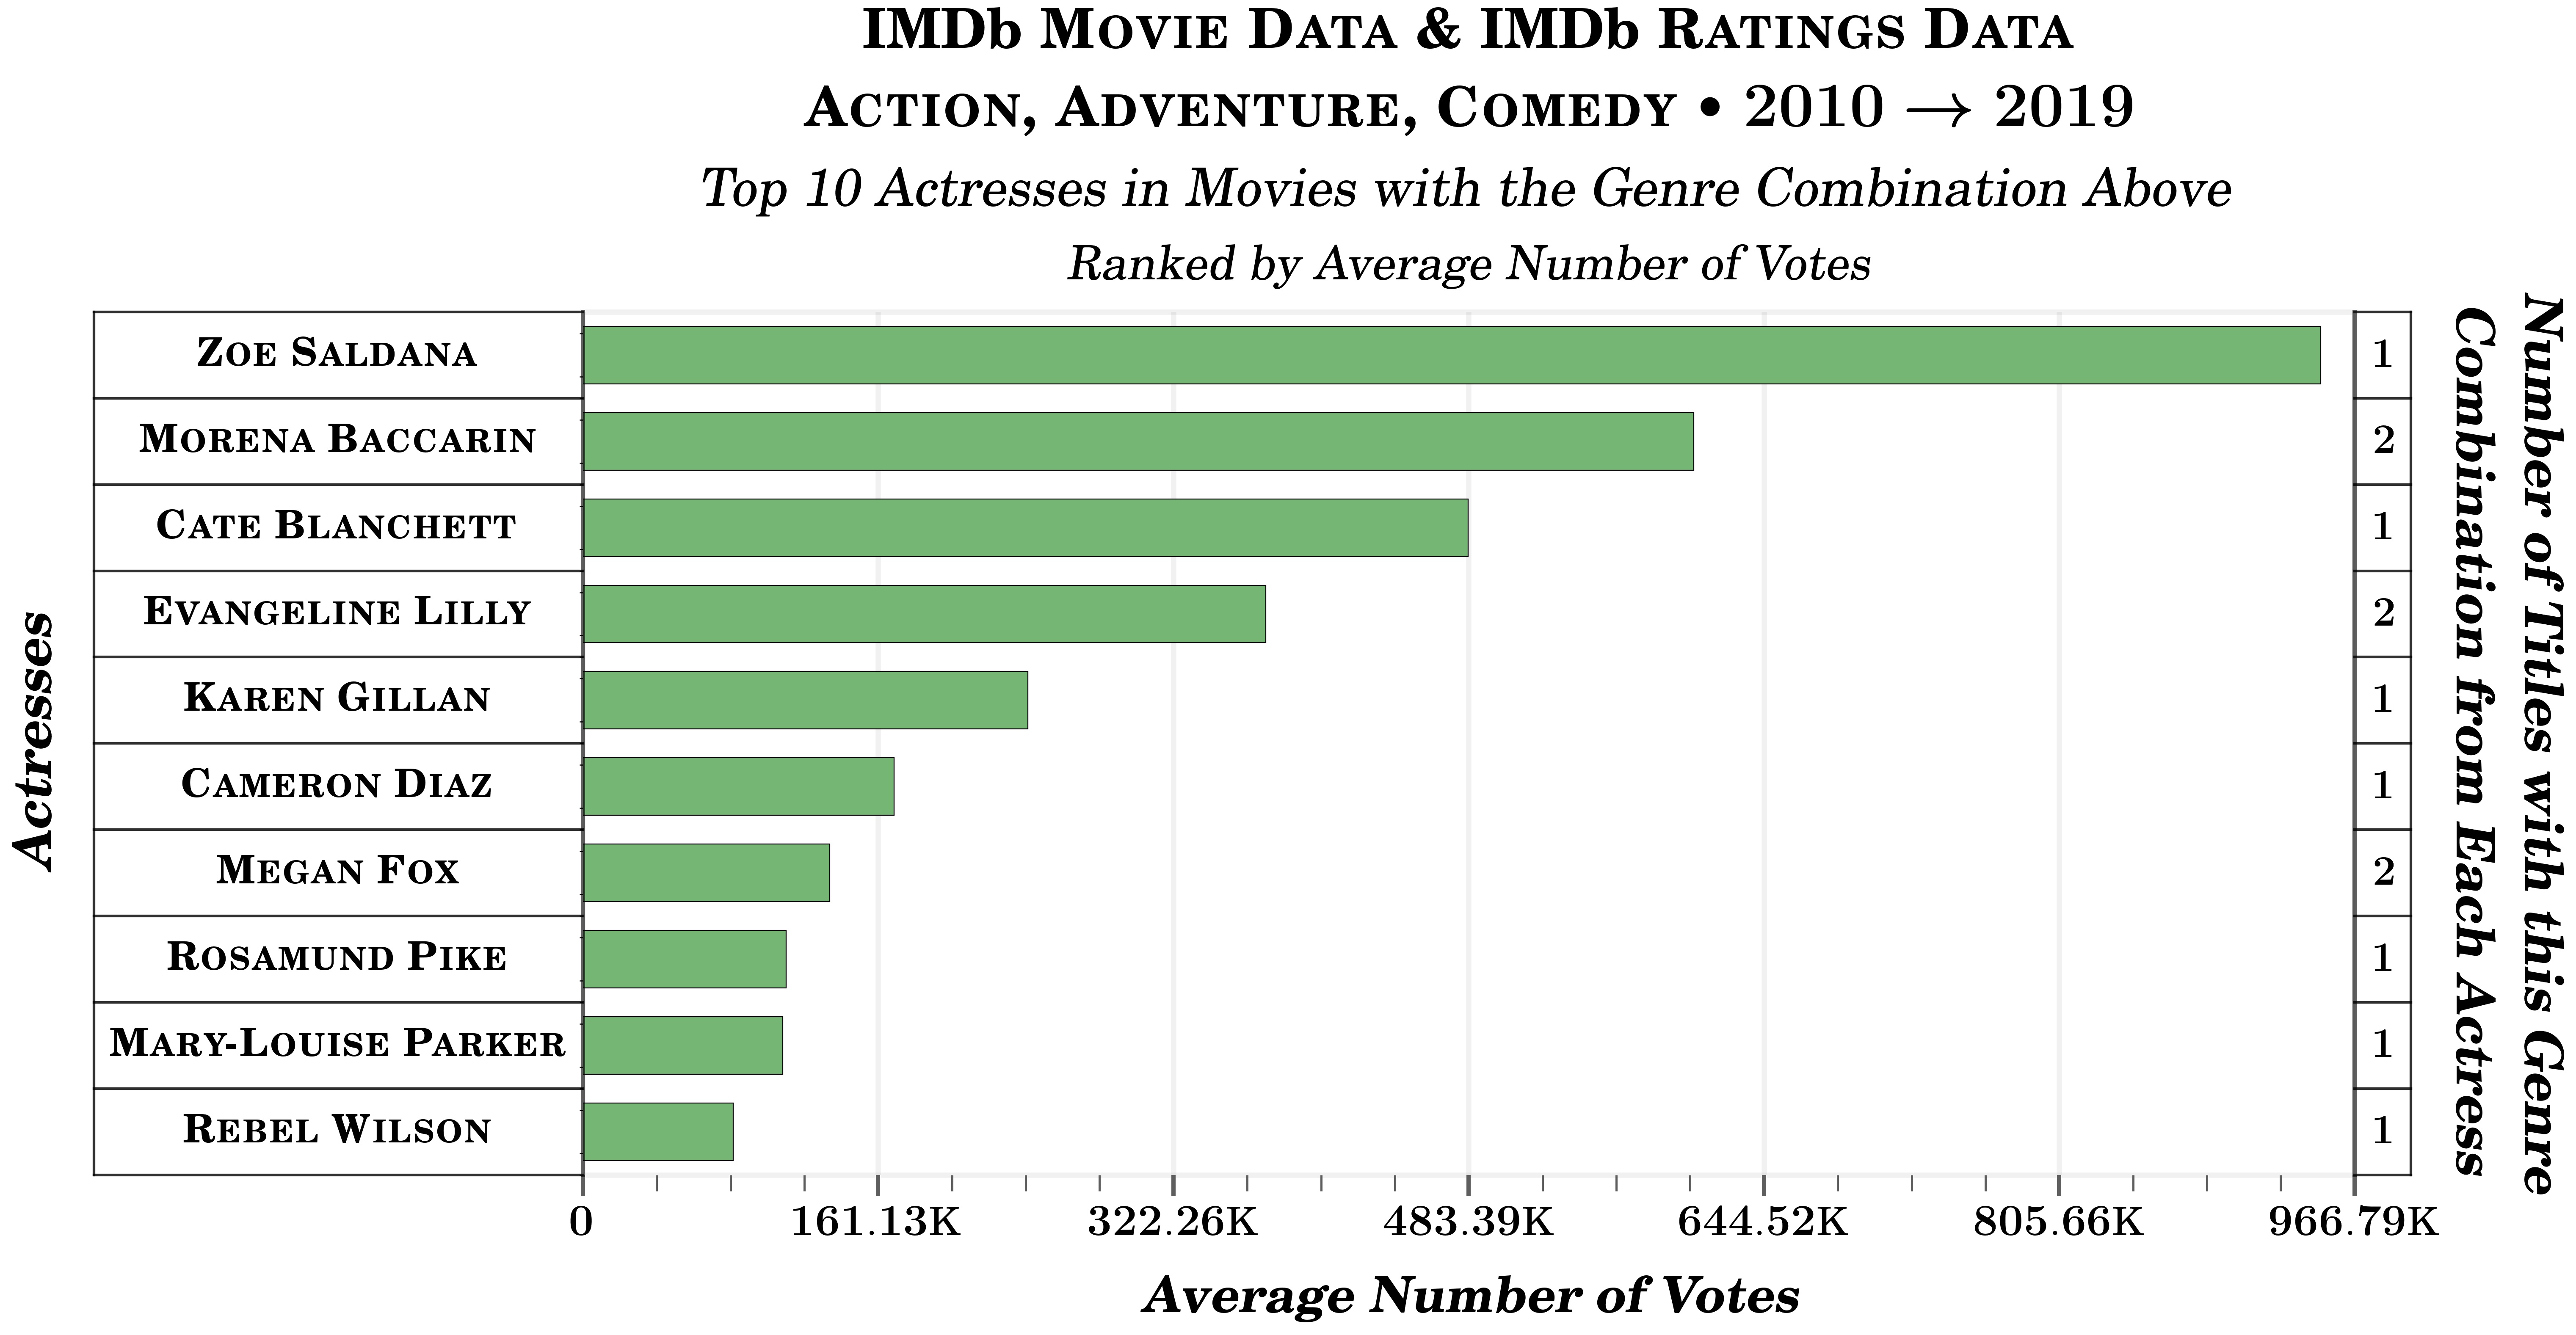 IMDb Movie Data & IMDb Ratings Data
Action, Adventure, Comedy • 2010 → 2019
Top 10 Actresses in Movies with the Genre Combination Above
Ranked by Average Number of Votes
Actresses
Zoe Saldana 1
Morena Baccarin 2
Cate Blanchett 1
Evangeline Lilly 2
Karen Gillan 1
Cameron Diaz 1
Megan Fox 2
Rosamund Pike 1
Mary-Louise Parker 1
Rebel Wilson 1
Number of Titles with this Genre
Combination from Each Actress
0 161.13K 322.26K 483.39K 644.52K 805.66K 966.79K
Average Number of Votes